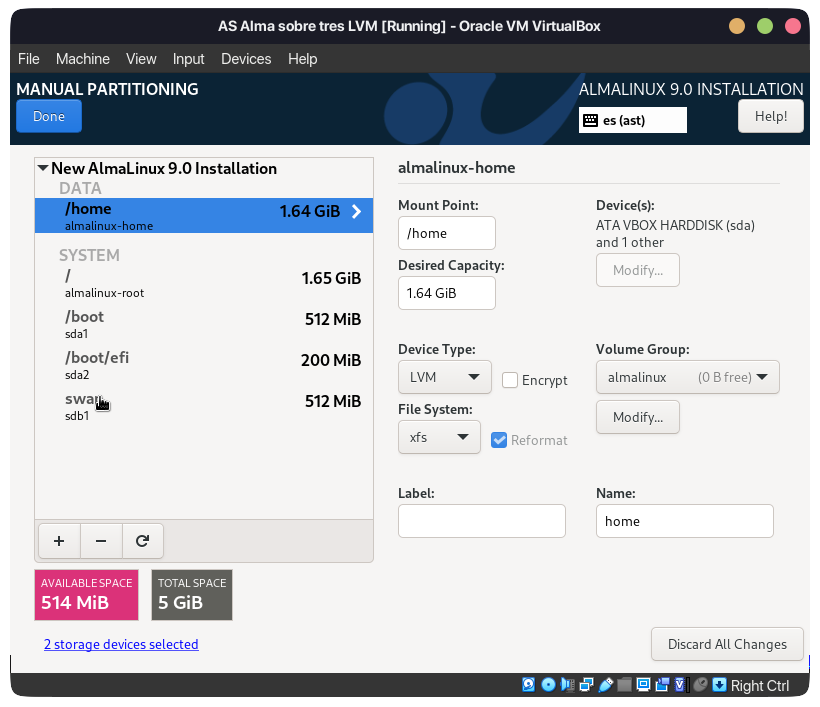 AS Alma sobre tres LVM [Running] - Oracle VM VirtualBox
File Machine View Input Devices Help
MANUAL PARTITIONING
ALMALINUX 9.0 INSTALLATION
Done
es (ast)
Help!
New AlmaLinux 9.0 Installation
DATA
/home
1.64 GiB
almalinux-home
SYSTEM
/
1.65 GiB
almalinux-root
/boot
512 MiB
sda1
/boot/efi
200 MiB
sda2
swap
512 MiB
sdb1
+ −
AVAILABLE SPACE
514 MiB
TOTAL SPACE
5 GiB
2 storage devices selected
almalinux-home
Mount Point:
/home
Device(s):
ATA VBOX HARDDISK (sda)
and 1 other
Modify...
Desired Capacity:
1.64 GiB
Device Type:
LVM
Encrypt
Volume Group:
almalinux (0 B free)
Modify...
File System:
xfs
Reformat
Label:
Name:
home
Discard All Changes
Right Ctrl